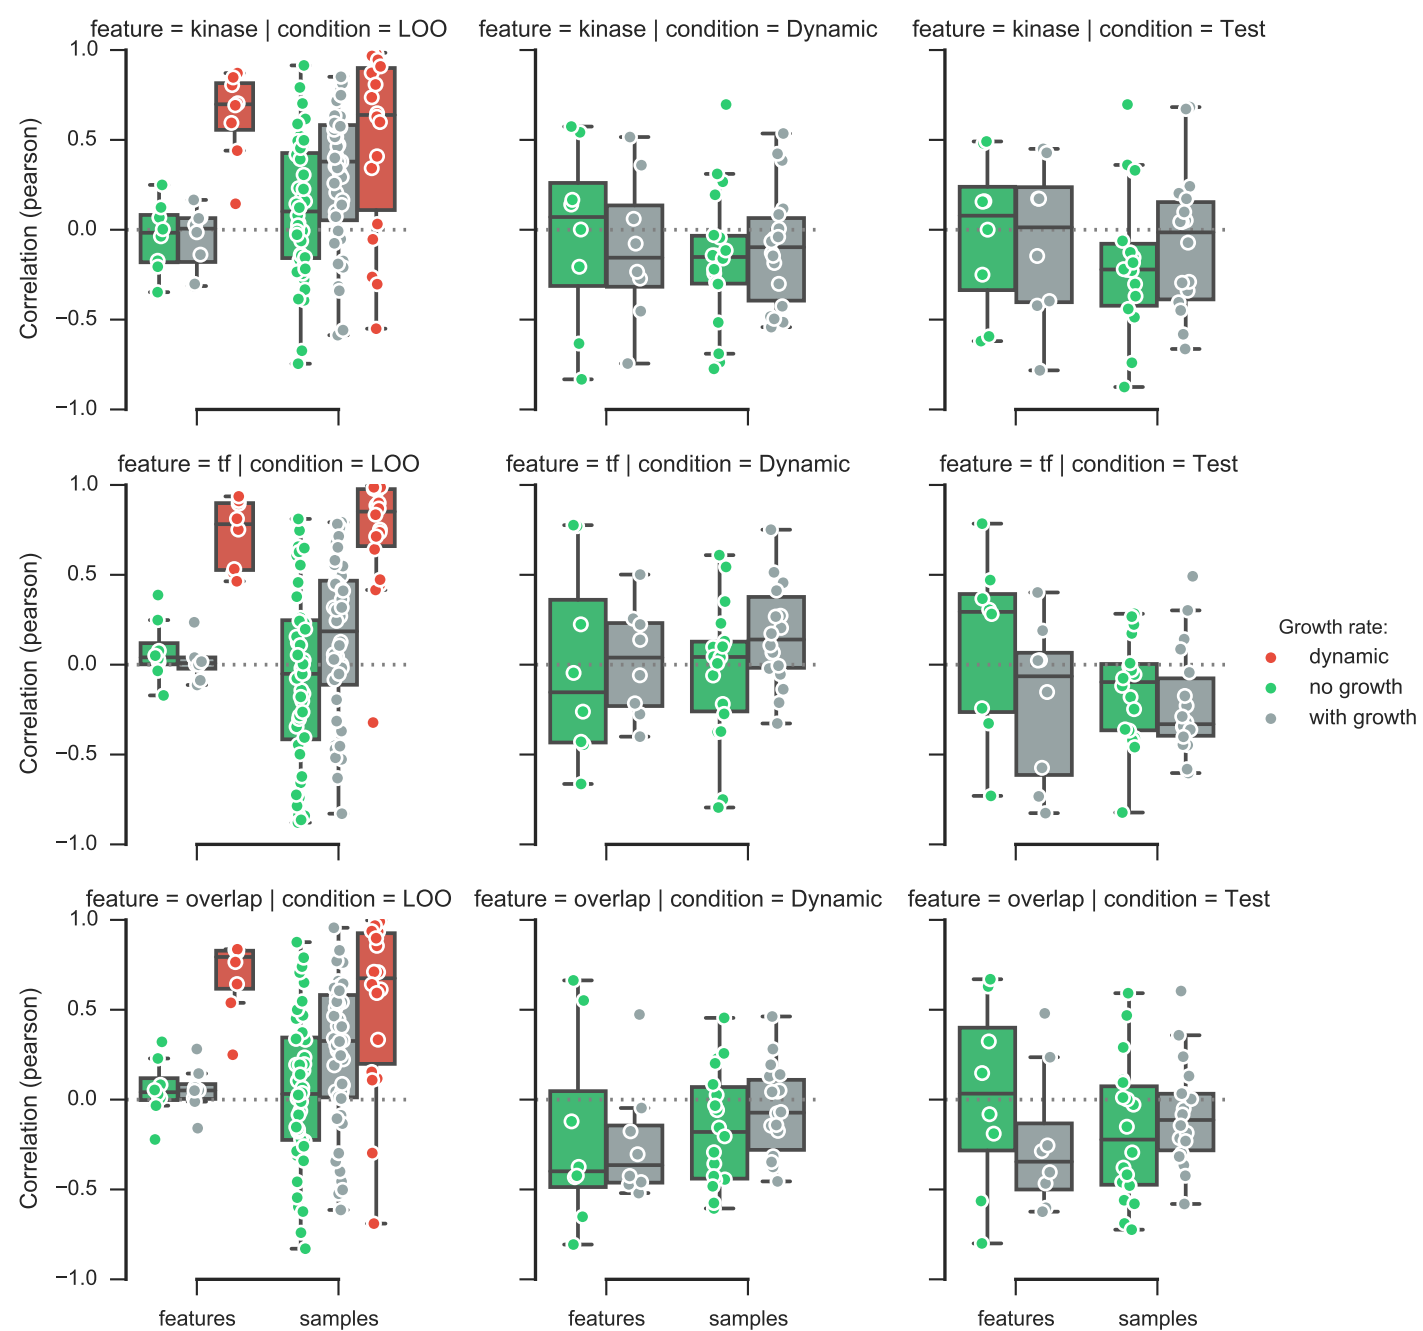 feature = kinase | condition = LOO
feature = kinase | condition = Dynamic
feature = kinase | condition = Test
1.0
0.5
0.0
−0.5
−1.0
Correlation (pearson)
feature = tf | condition = LOO
feature = tf | condition = Dynamic
feature = tf | condition = Test
1.0
0.5
0.0
−0.5
−1.0
Correlation (pearson)
Growth rate:
dynamic
no growth
with growth
feature = overlap | condition = LOO
feature = overlap | condition = Dynamic
feature = overlap | condition = Test
1.0
0.5
0.0
−0.5
−1.0
Correlation (pearson)
features
samples
features
samples
features
samples